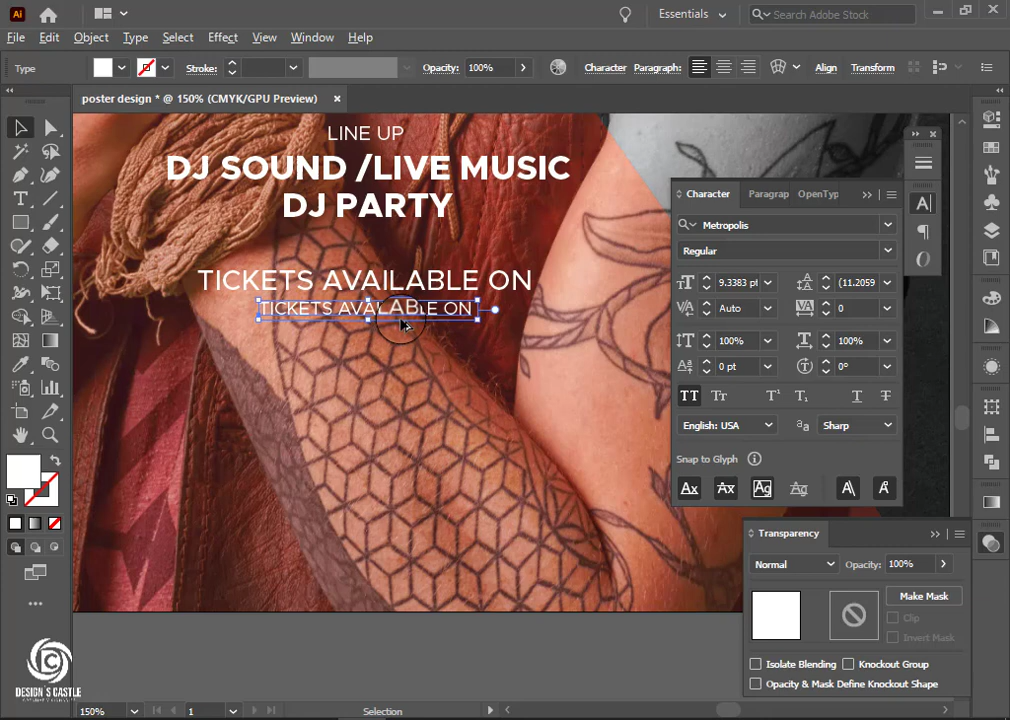 Ai
Essentials
Search Adobe Stock
File Edit Object Type Select Effect View Window Help
Type
Stroke:
Opacity: 100%
Character
Paragraph:
Align
Transform
poster design * @ 150% (CMYK/GPU Preview)
LINE UP
DJ SOUND /LIVE MUSIC
DJ PARTY
TICKETS AVAILABLE ON
TICKETS AVAILABLE ON
Character Paragrap OpenTyp
Metropolis
Regular
9.3383 pt
(11.2059
Auto
0
100%
100%
0 pt
0°
English: USA
Sharp
Snap to Glyph
Transparency
Normal
Opacity: 100%
Make Mask
Clip
Invert Mask
Isolate Blending
Knockout Group
Opacity & Mask Define Knockout Shape
DESIGN'S CASTLE
150%
1
Selection